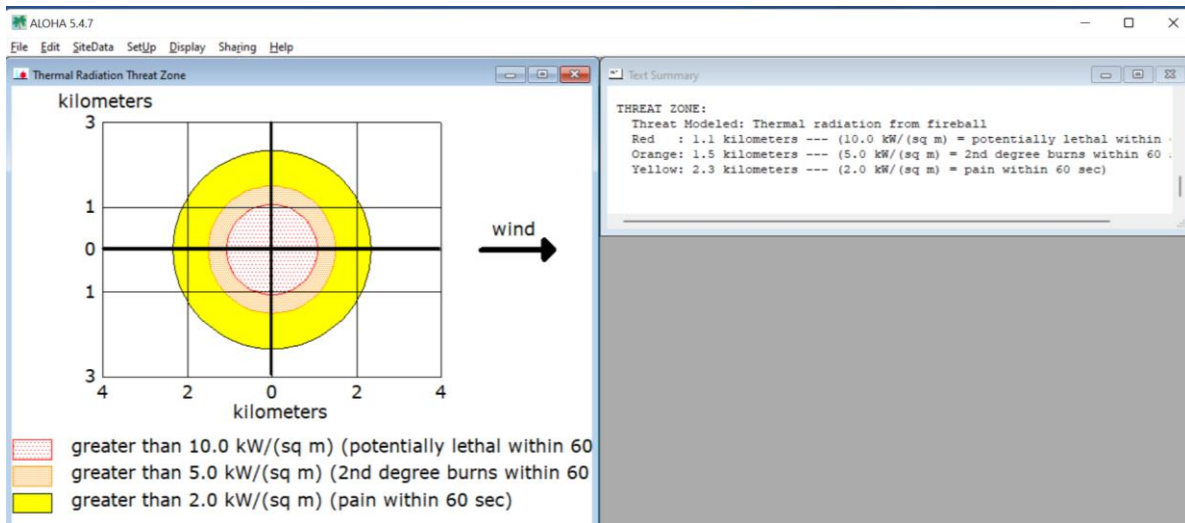 ALOHA 5.4.7
File Edit SiteData SetUp Display Sharing Help
Thermal Radiation Threat Zone
kilometers
3
1
0
1
3
4 2 0 2 4
kilometers
wind
greater than 10.0 kW/(sq m) (potentially lethal within 60
greater than 5.0 kW/(sq m) (2nd degree burns within 60
greater than 2.0 kW/(sq m) (pain within 60 sec)
Text Summary
THREAT ZONE:
Threat Modeled: Thermal radiation from fireball
Red : 1.1 kilometers --- (10.0 kW/(sq m) = potentially lethal within
Orange: 1.5 kilometers --- (5.0 kW/(sq m) = 2nd degree burns within 60
Yellow: 2.3 kilometers --- (2.0 kW/(sq m) = pain within 60 sec)